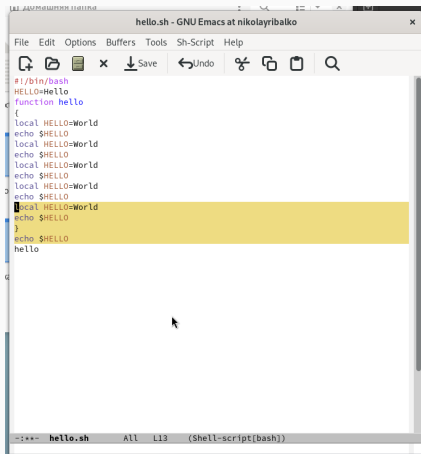 Домашняя папка
hello.sh - GNU Emacs at nikolayribalko
File Edit Options Buffers Tools Sh-Script Help
Save Undo
#!/bin/bash
HELLO=Hello
function hello
{
local HELLO=World
echo $HELLO
local HELLO=World
echo $HELLO
local HELLO=World
echo $HELLO
local HELLO=World
echo $HELLO
local HELLO=World
echo $HELLO
}
echo $HELLO
hello
-:**- hello.sh All L13 (Shell-script[bash])